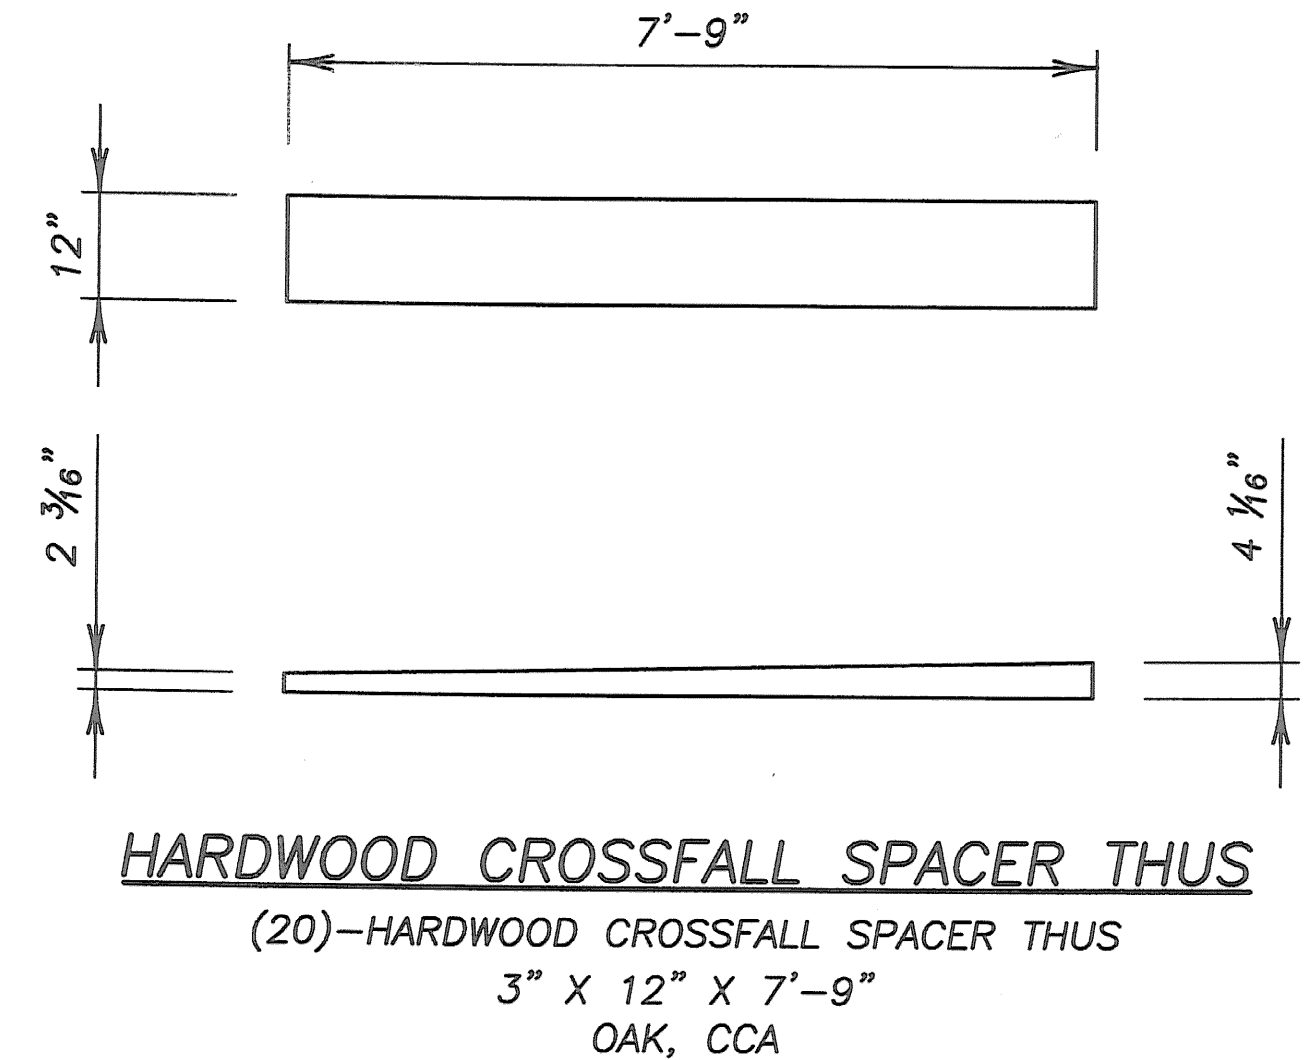 7'-9"
12"
2 3/16"
4 1/16"
HARDWOOD CROSSFALL SPACER THUS
(20)-HARDWOOD CROSSFALL SPACER THUS
3" X 12" X 7'-9"
OAK, CCA